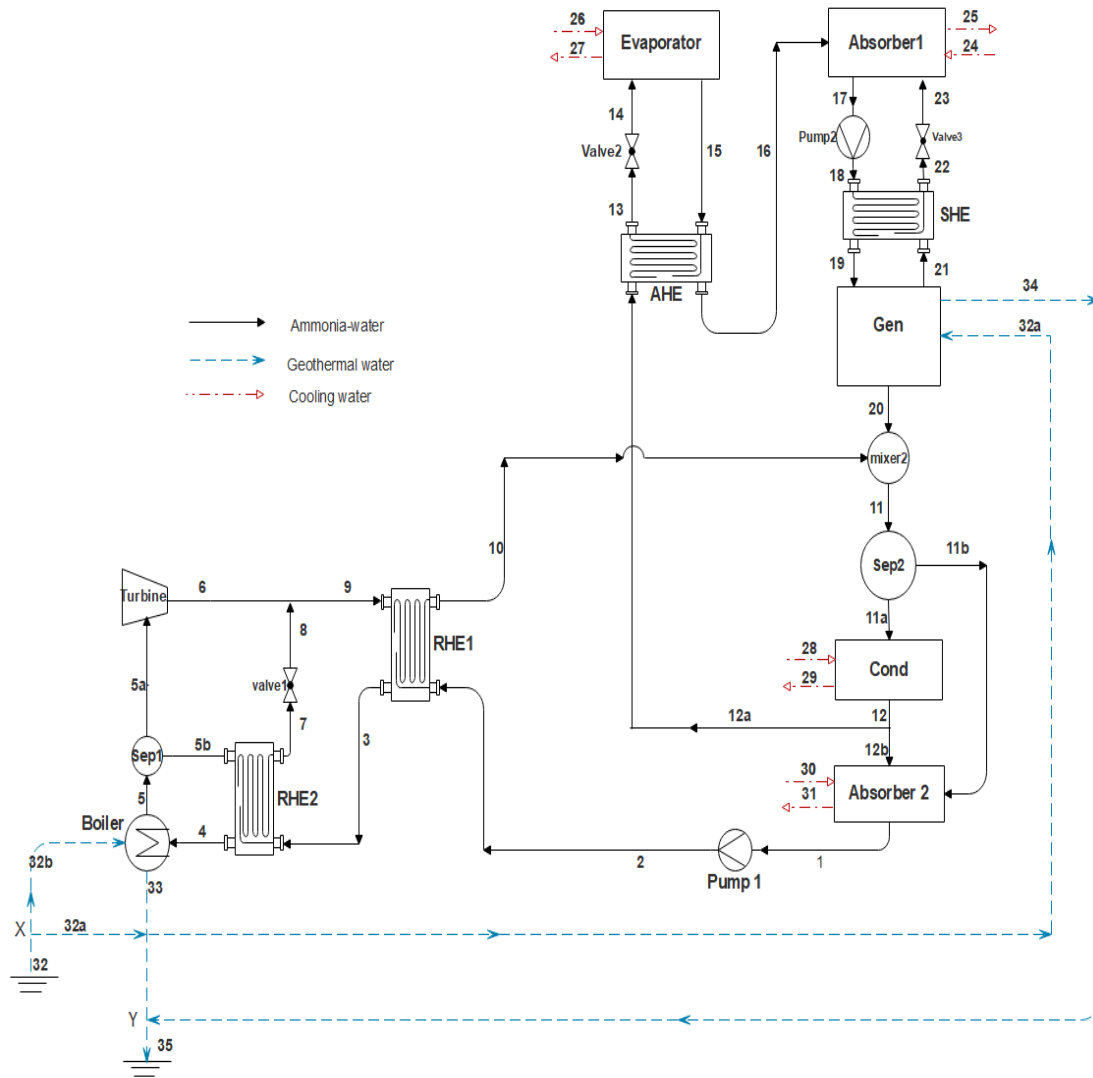 26
27
Evaporator
Absorber1
25
24
14
Valve2
15
16
17
23
Pump2
Valve3
18
22
13
SHE
AHE
19
21
34
Gen
32a
Ammonia-water
Geothermal water
Cooling water
20
mixer2
11
10
Sep2
11b
11a
Turbine
6
9
8
RHE1
28
29
Cond
5a
valve1
7
3
12a
12
12b
Sep1
5b
RHE2
30
31
Absorber 2
5
Boiler
4
2
1
Pump 1
32b
33
X
32a
32
Y
35